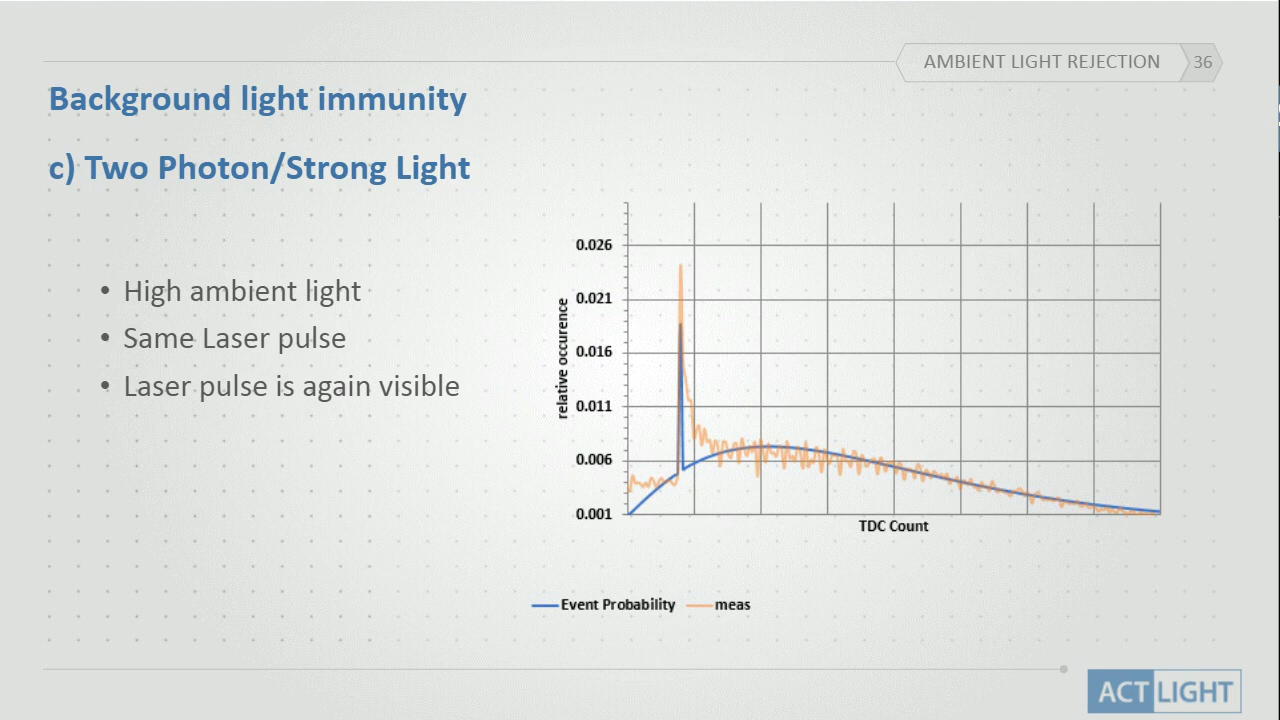 AMBIENT LIGHT REJECTION 36
Background light immunity
c) Two Photon/Strong Light
• High ambient light
• Same Laser pulse
• Laser pulse is again visible
relative occurence
0.026
0.021
0.016
0.011
0.006
0.001
TDC Count
Event Probability meas
ACT LIGHT